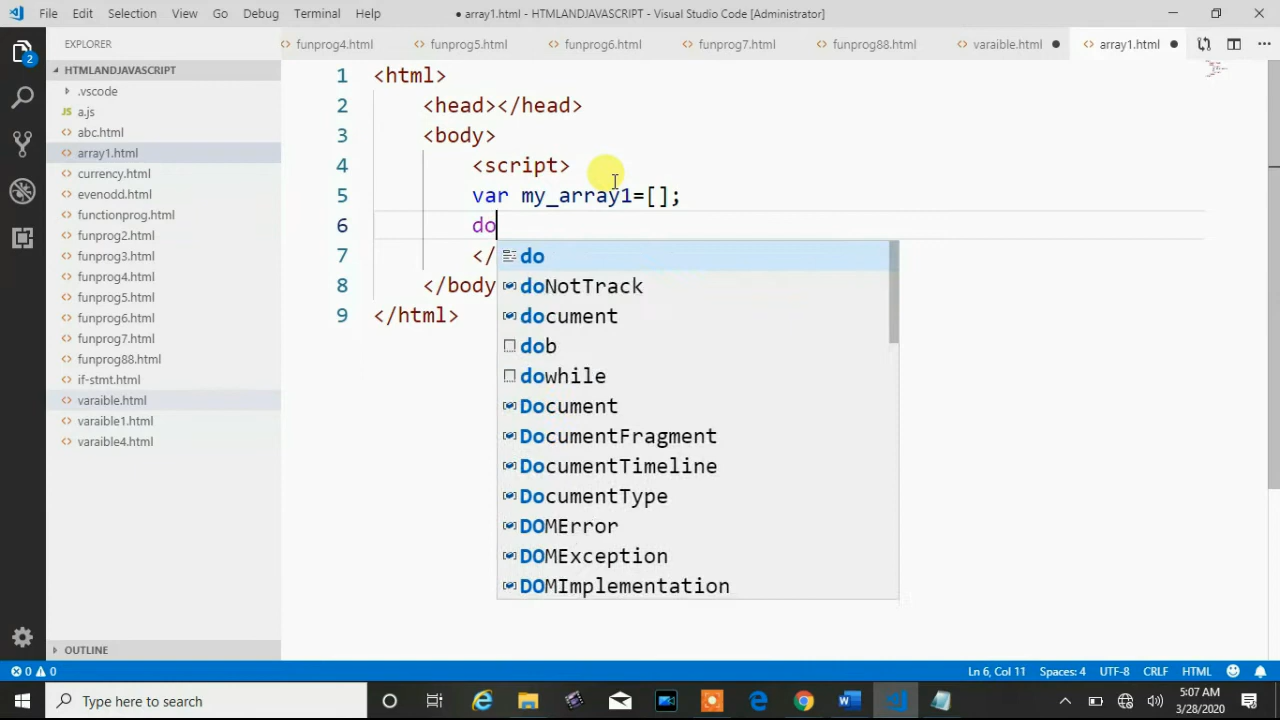 File Edit Selection View Go Debug Terminal Help
● array1.html - HTMLANDJAVASCRIPT - Visual Studio Code [Administrator]
EXPLORER
funprog4.html funprog5.html funprog6.html funprog7.html funprog88.html varaible.html ● array1.html ●
HTMLANDJAVASCRIPT
.vscode
JS a.js
abc.html
array1.html
currency.html
evenodd.html
functionprog.html
funprog2.html
funprog3.html
funprog4.html
funprog5.html
funprog6.html
funprog7.html
funprog88.html
if-stmt.html
varaible.html
varaible1.html
varaible4.html
OUTLINE
2
1 <html>
2 <head></head>
3 <body>
4 <script>
5 var my_array1=[];
6 do
7 </
8 </body
9 </html>
do
doNotTrack
document
dob
dowhile
Document
DocumentFragment
DocumentTimeline
DocumentType
DOMError
DOMException
DOMImplementation
0 0
Ln 6, Col 11 Spaces: 4 UTF-8 CRLF HTML
Type here to search
5:07 AM
3/28/2020